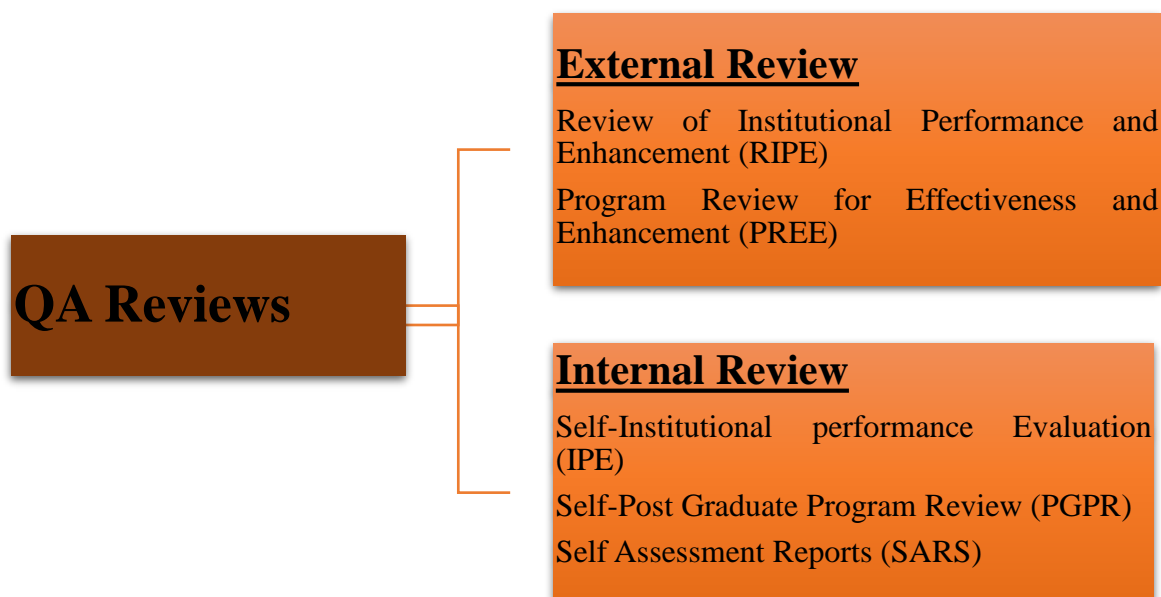 QA Reviews
External Review
Review of Institutional Performance and
Enhancement (RIPE)
Program Review for Effectiveness and
Enhancement (PREE)
Internal Review
Self-Institutional performance Evaluation
(IPE)
Self-Post Graduate Program Review (PGPR)
Self Assessment Reports (SARS)